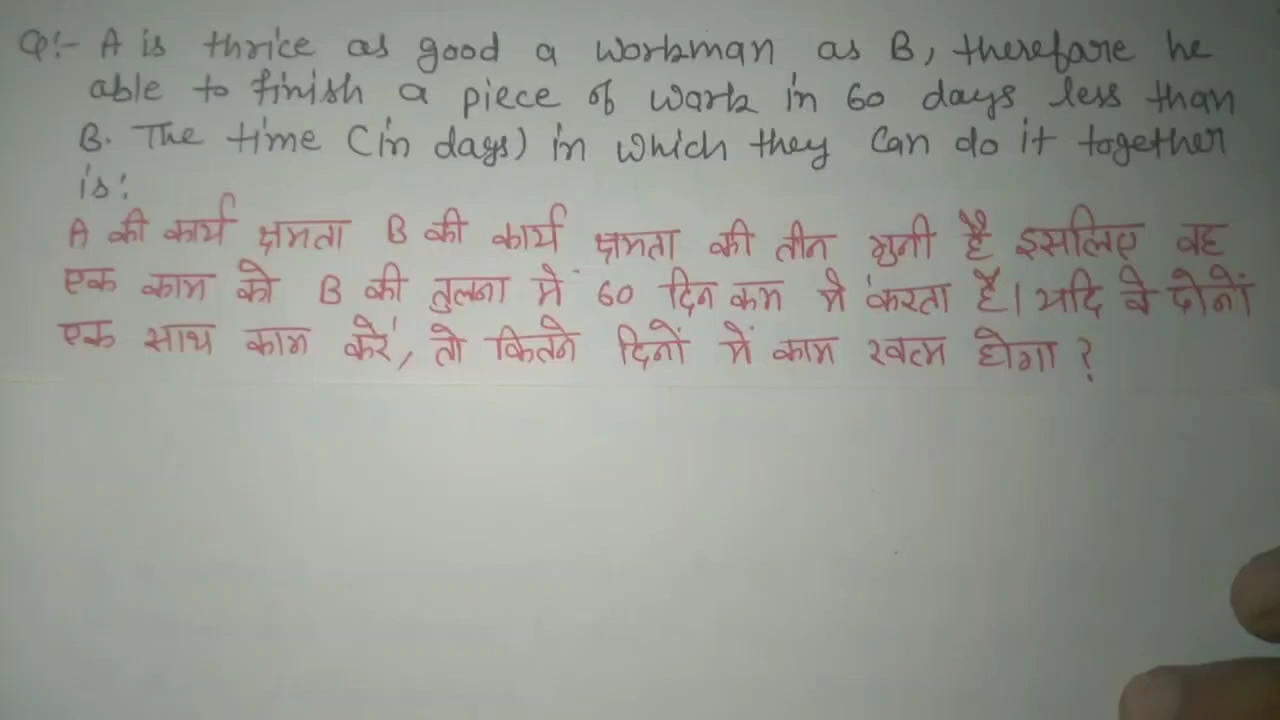 Q:- A is thrice as good a workman as B, therefore he
able to finish a piece of work in 60 days less than
B. The time (in days) in which they can do it together
is:
A की कार्य क्षमता B की कार्य क्षमता की तीन गुनी है इसलिए वह
एक काम को B की तुलना में 60 दिन कम में करता है। यदि वे दोनों
एक साथ काम करें, तो कितने दिनों में काम खत्म होगा ?